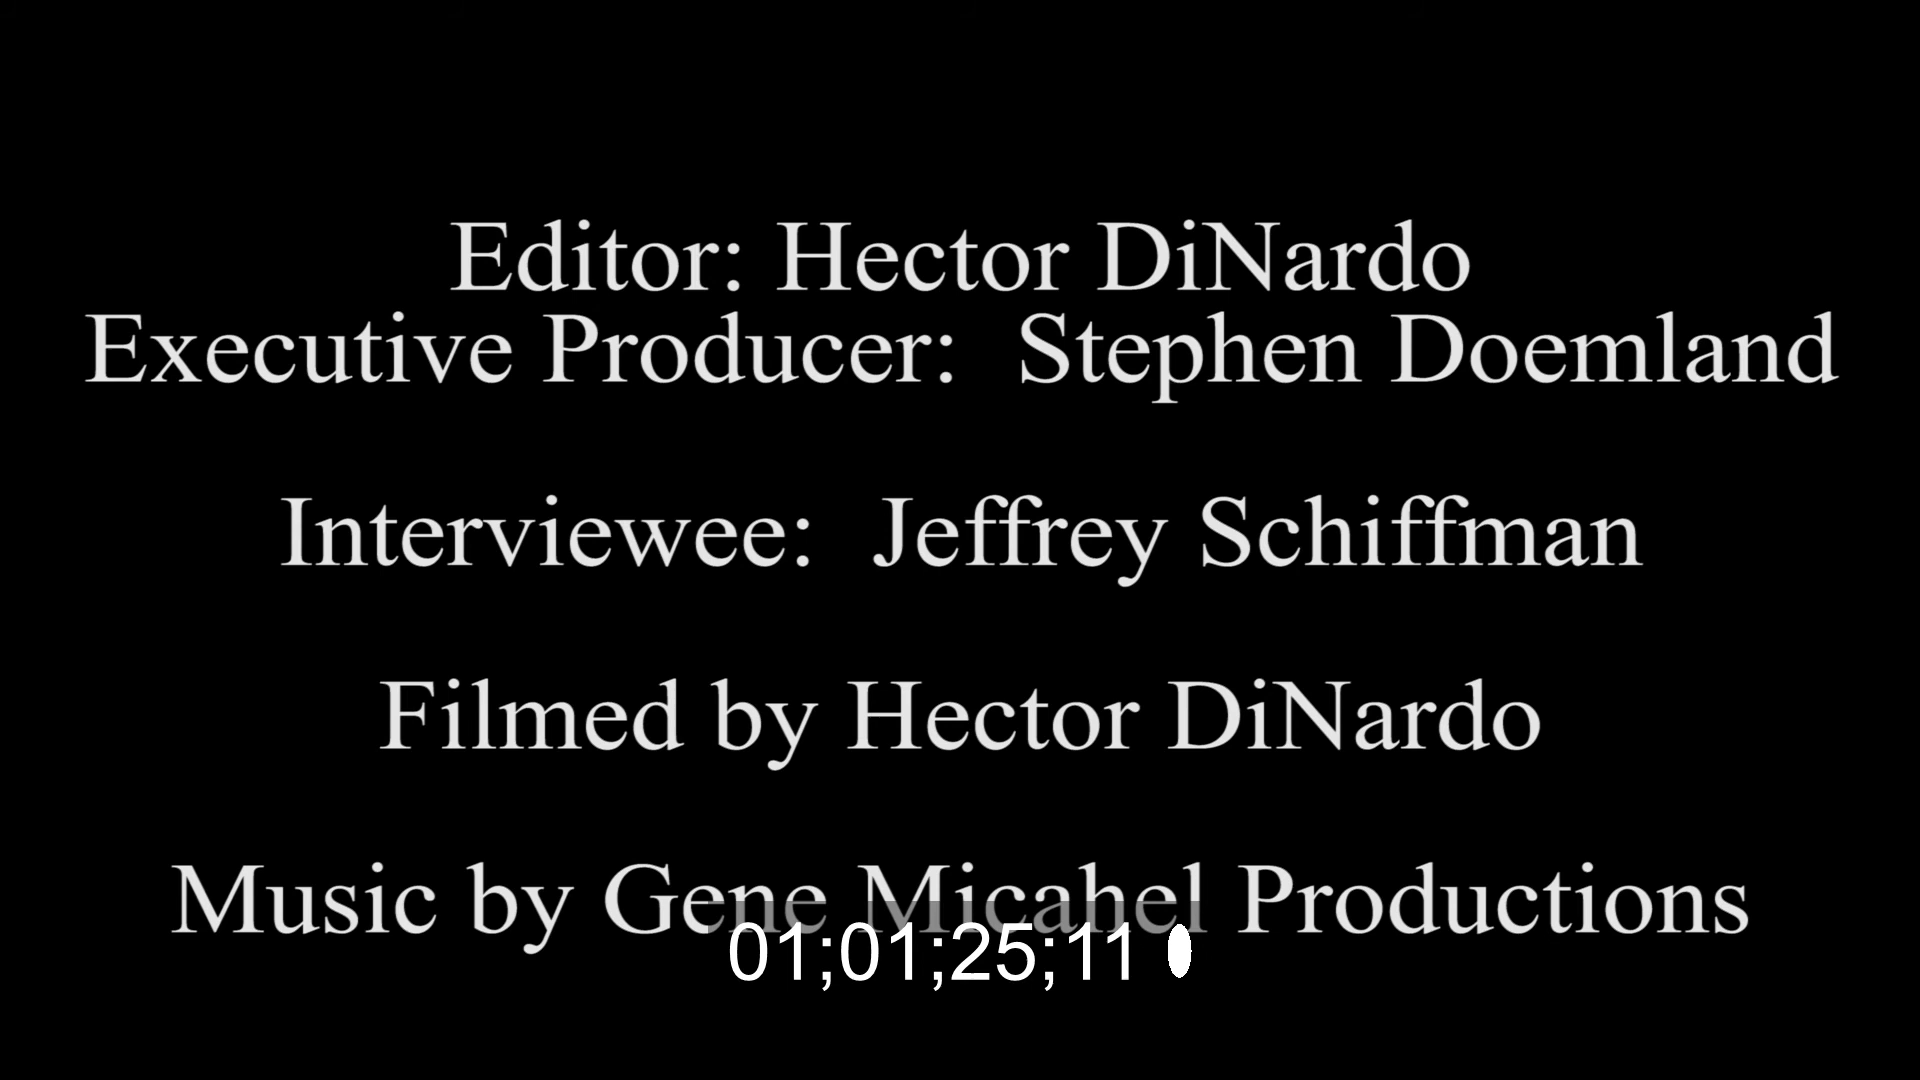 Editor: Hector DiNardo
Executive Producer:  Stephen Doemland
Interviewee:  Jeffrey Schiffman
Filmed by Hector DiNardo
Music by Gene Micahel Productions
01;01;25;11